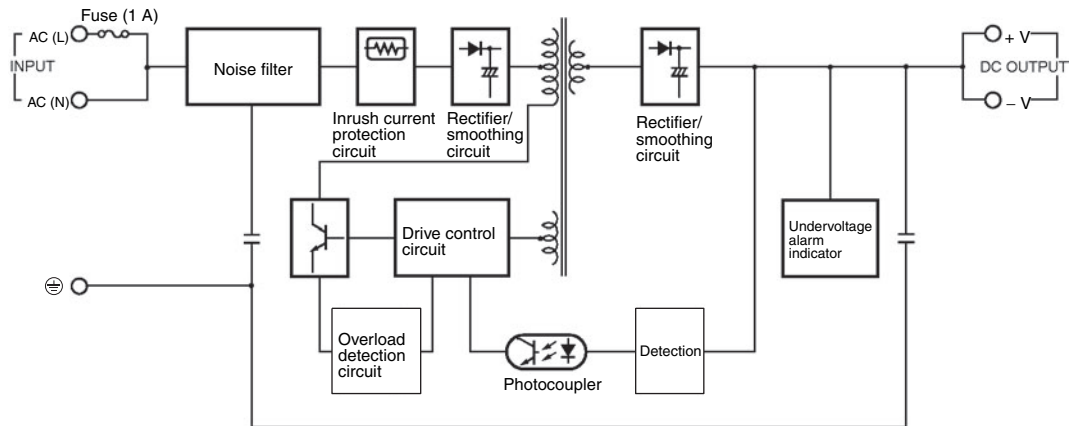 Fuse (1 A)
AC (L)
INPUT
AC (N)
Noise filter
Inrush current
protection
circuit
Rectifier/
smoothing
circuit
Rectifier/
smoothing
circuit
+ V
DC OUTPUT
– V
Drive control
circuit
Undervoltage
alarm
indicator
Overload
detection
circuit
Photocoupler
Detection